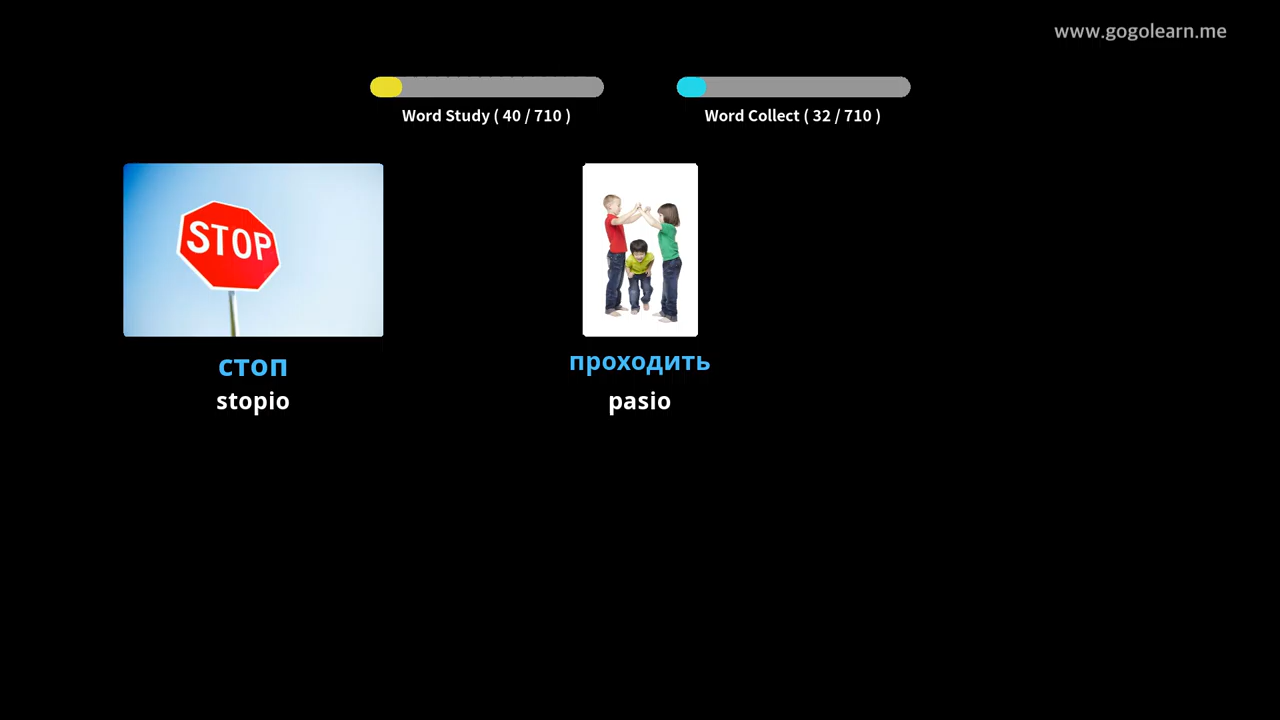 www.gogolearn.me
Word Study ( 40 / 710 )
Word Collect ( 32 / 710 )
STOP
стоп
stopio
проходить
pasio